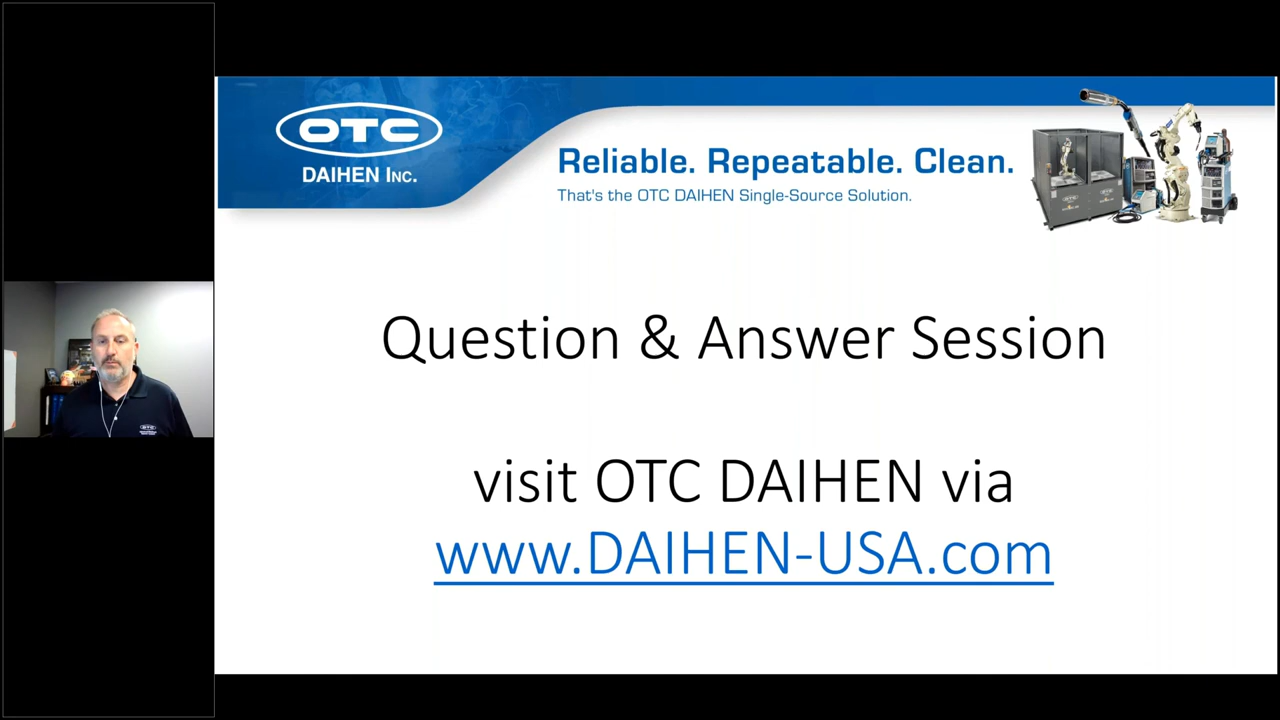 OTC
DAIHEN INC.
Reliable. Repeatable. Clean.
That's the OTC DAIHEN Single-Source Solution.
Question & Answer Session
visit OTC DAIHEN via
www.DAIHEN-USA.com
OTC